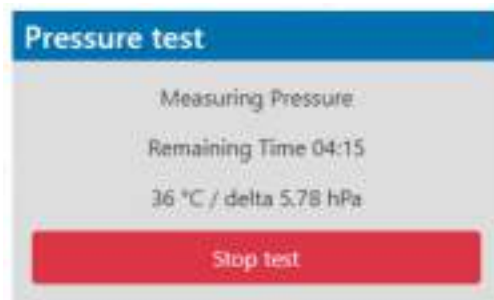 Pressure test
Measuring Pressure
Remaining Time 04:15
36 °C / delta 5.78 hPa
Stop test